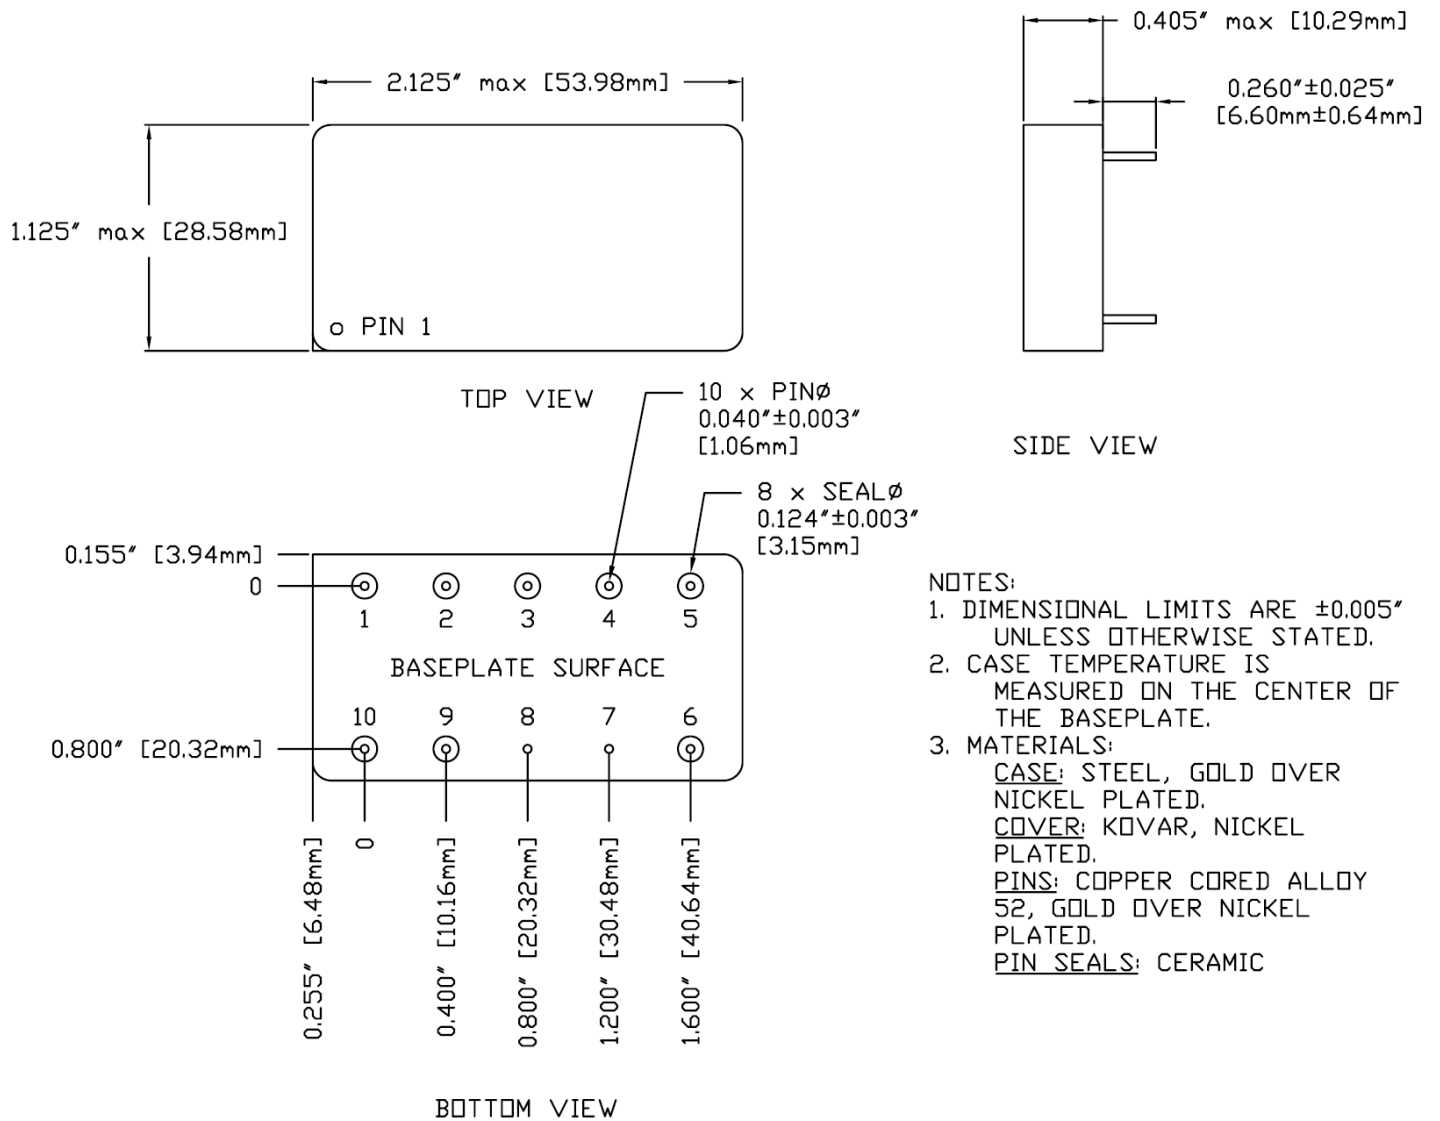 0.405″ max [10.29mm]
2.125″ max [53.98mm]
0.260″±0.025″
[6.60mm±0.64mm]
1.125″ max [28.58mm]
PIN 1
TOP VIEW
10 x PINØ
0.040″±0.003″
[1.06mm]
SIDE VIEW
8 x SEALØ
0.124″±0.003″
[3.15mm]
0.155″ [3.94mm]
0
1 2 3 4 5
BASEPLATE SURFACE
10 9 8 7 6
0.800″ [20.32mm]
0.255″ [6.48mm]
0
0.400″ [10.16mm]
0.800″ [20.32mm]
1.200″ [30.48mm]
1.600″ [40.64mm]
BOTTOM VIEW
NOTES:
1. DIMENSIONAL LIMITS ARE ±0.005″
UNLESS OTHERWISE STATED.
2. CASE TEMPERATURE IS
MEASURED ON THE CENTER OF
THE BASEPLATE.
3. MATERIALS:
CASE: STEEL, GOLD OVER
NICKEL PLATED.
COVER: KOVAR, NICKEL
PLATED.
PINS: COPPER CORED ALLOY
52, GOLD OVER NICKEL
PLATED.
PIN SEALS: CERAMIC